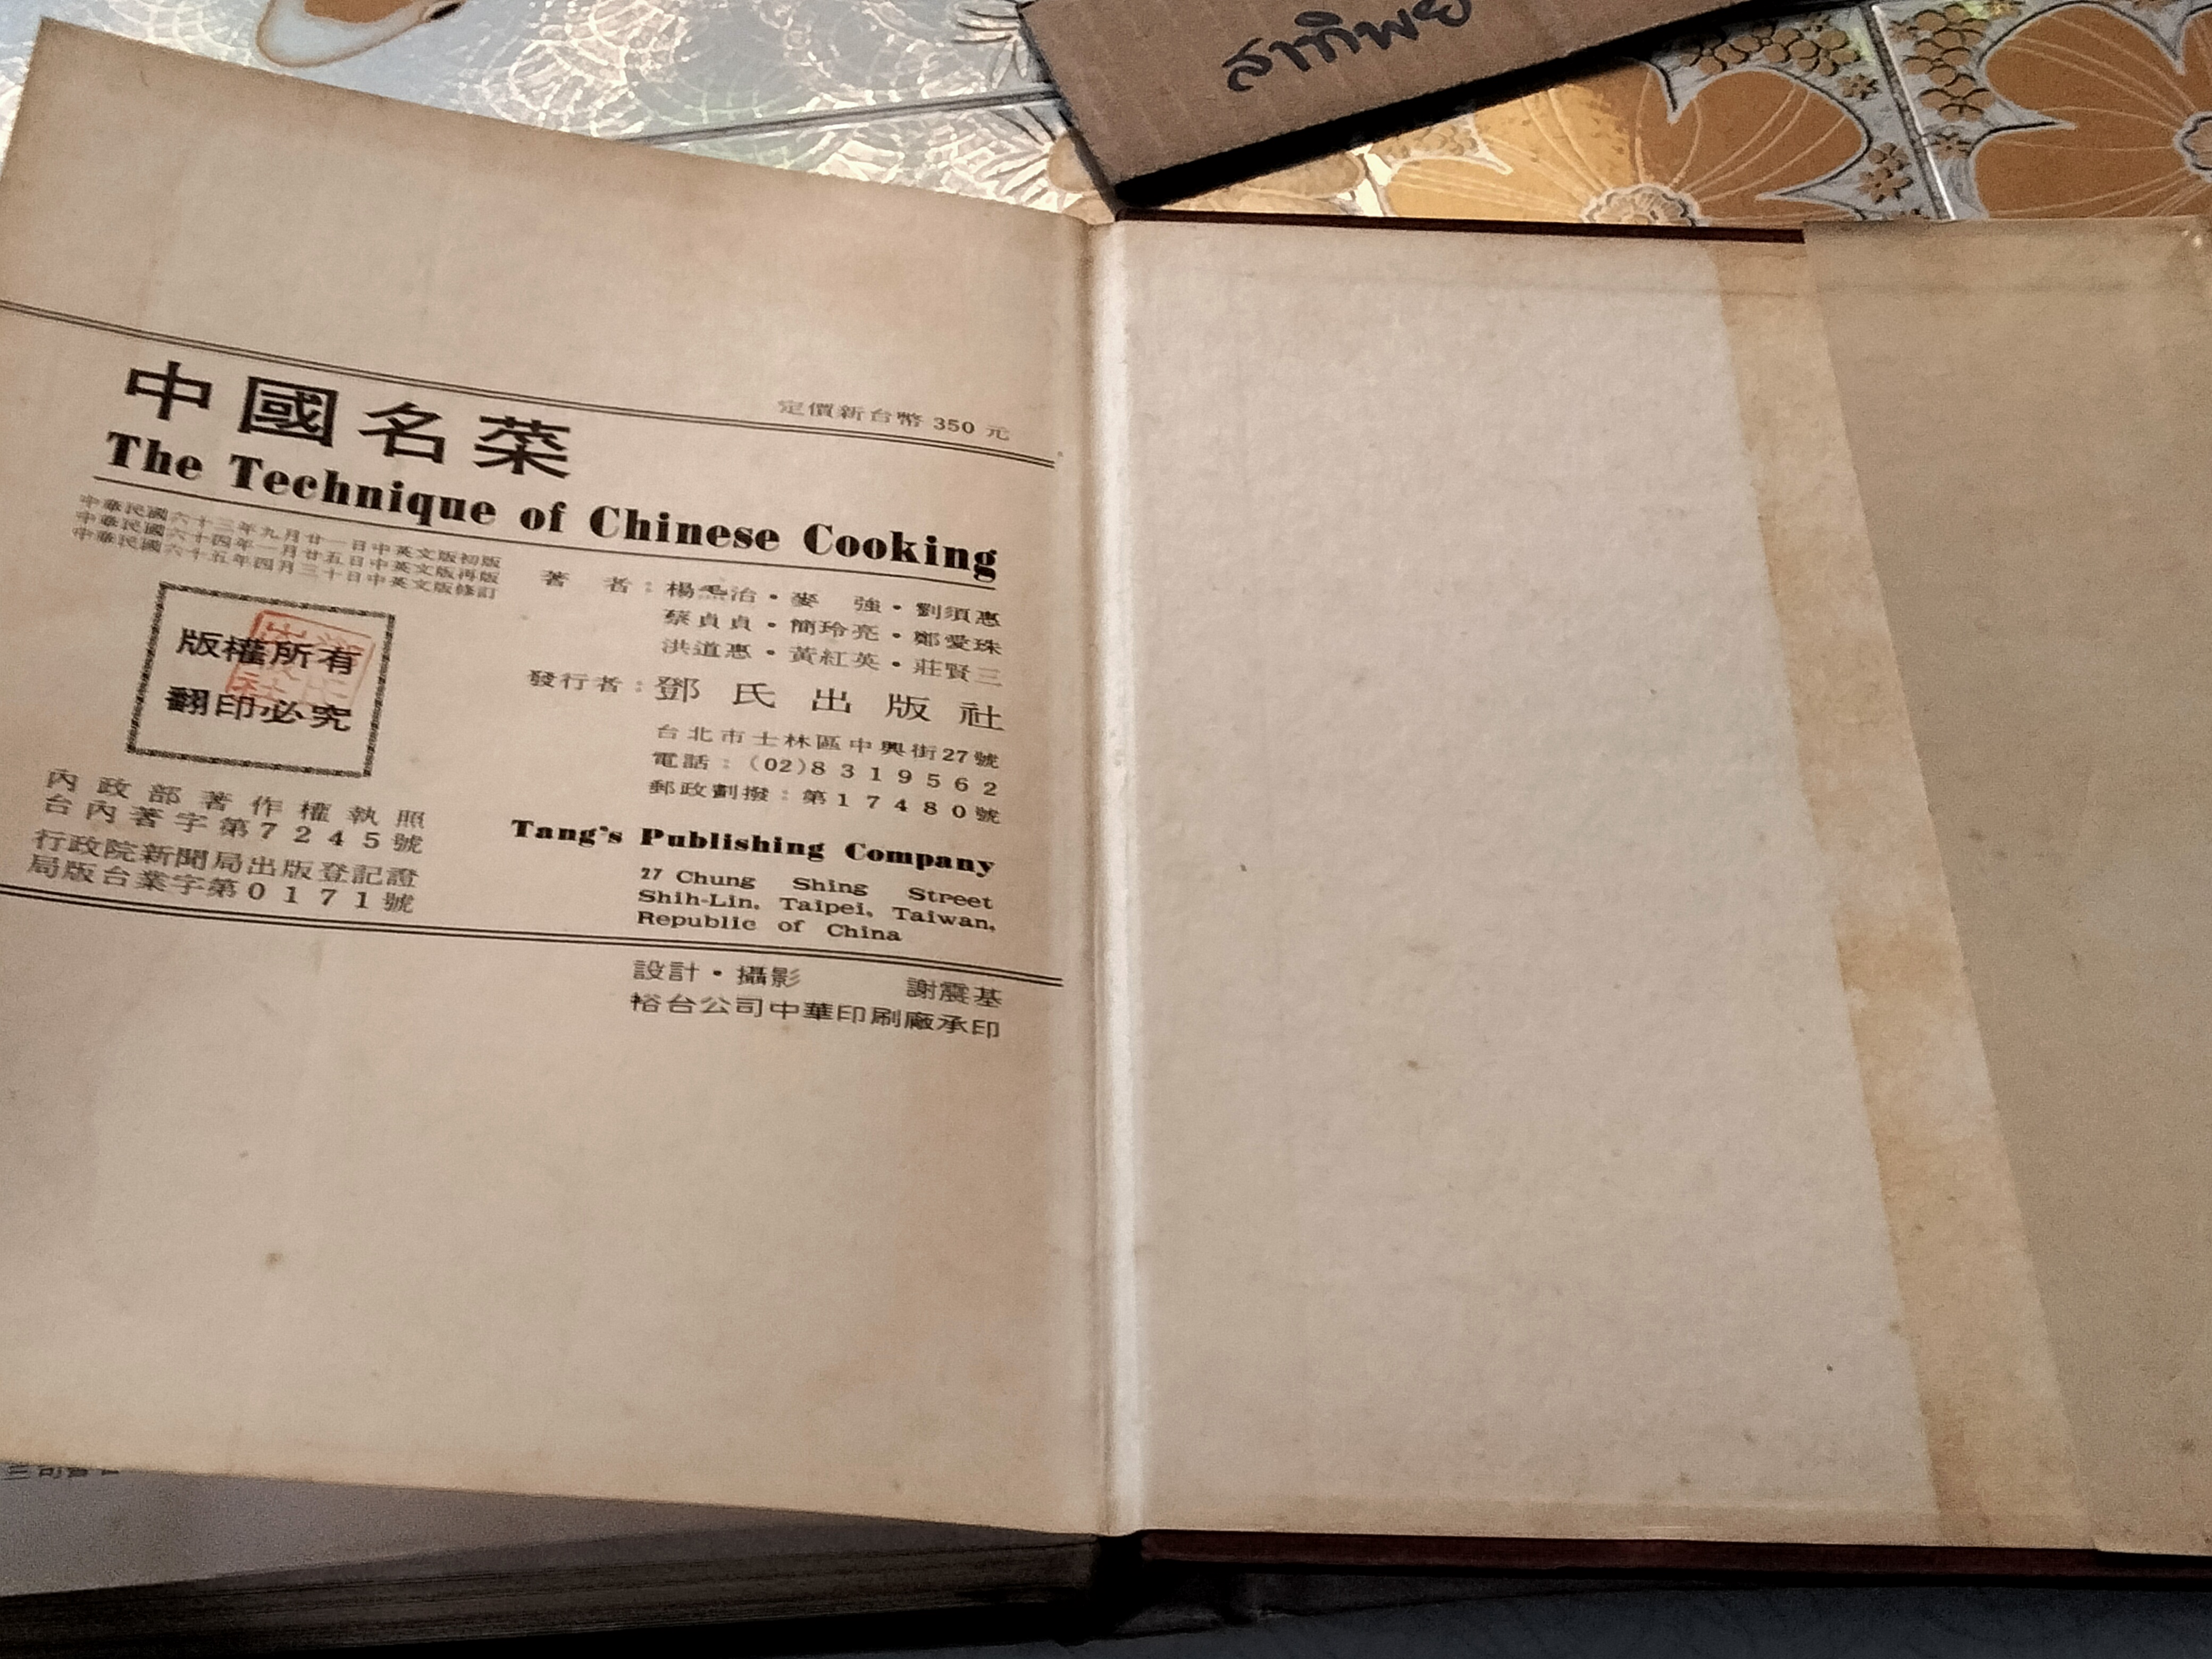 สาทิพย์
定價新台幣 350 元
中國名菜
The Technique of Chinese Cooking
中華民國六十三年九月廿一日中英文版初版
中華民國六十四年一月廿五日中英文版再版
中華民國六十五年四月三十日中英文版修訂
版權所有
翻印必究
內政部著作權執照
台內著字第7245號
行政院新聞局出版登記證
局版台業字第0171號
著 者：楊 治・麥 強・劉須惠
蔡貞貞・簡玲亮・鄭愛珠
洪道惠・黃紅英・莊賢三
發行者：鄧氏出版社
台北市士林區中興街27號
電話：(02)8319562
郵政劃撥：第17480號
Tang's Publishing Company
27 Chung Shing Street
Shih-Lin, Taipei, Taiwan,
Republic of China
設計・攝影 謝震基
裕台公司中華印刷廠承印